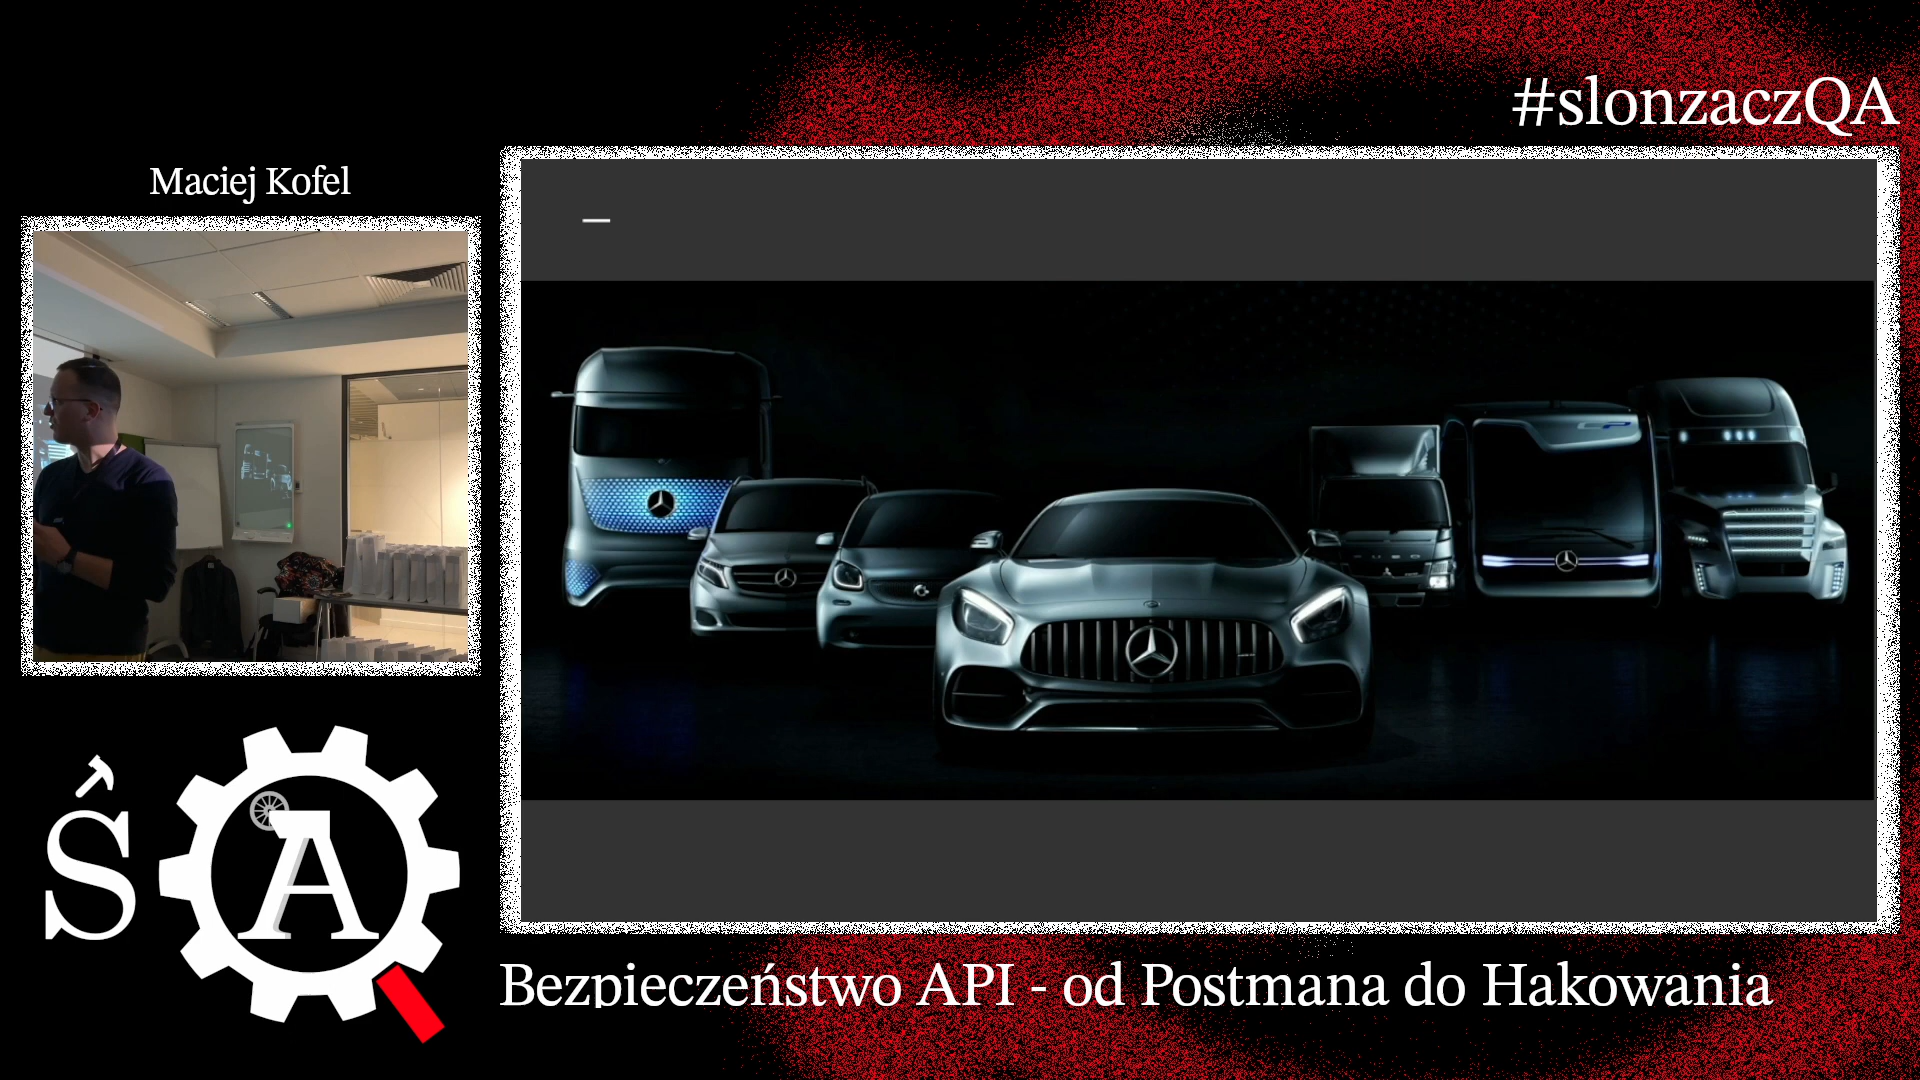 #slonzaczQA
Maciej Kofel
ŚQA
Bezpieczeństwo API - od Postmana do Hakowania